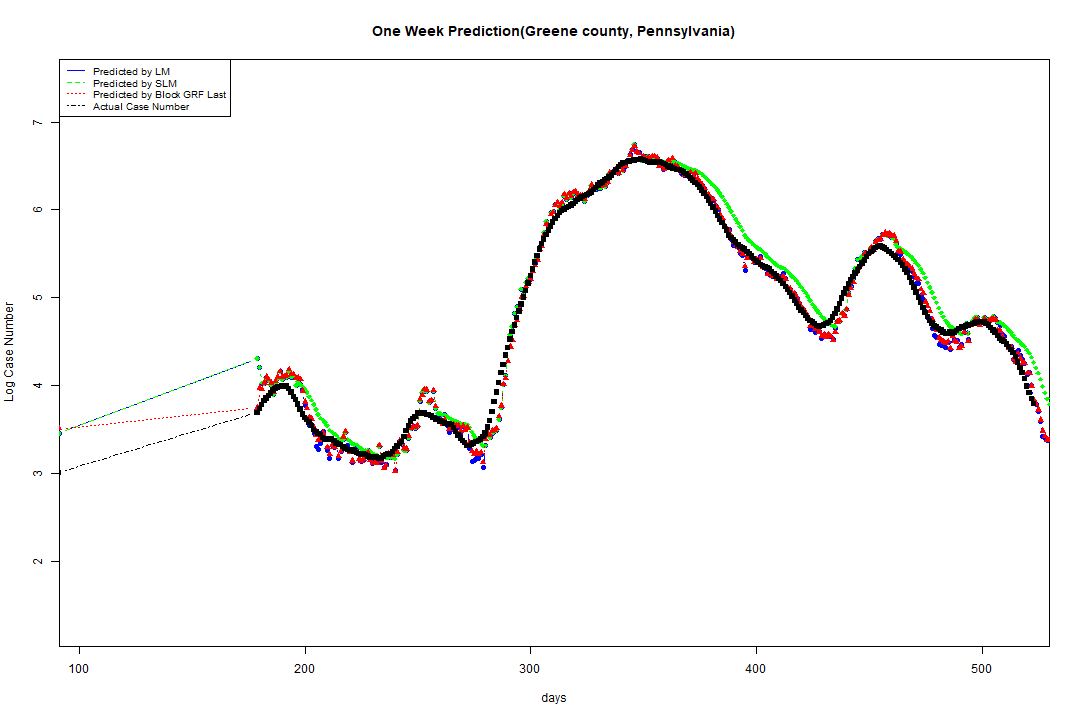 One Week Prediction(Greene county, Pennsylvania)
Predicted by LM
Predicted by SLM
Predicted by Block GRF Last
Actual Case Number
7
6
5
4
3
2
Log Case Number
100 200 300 400 500
days